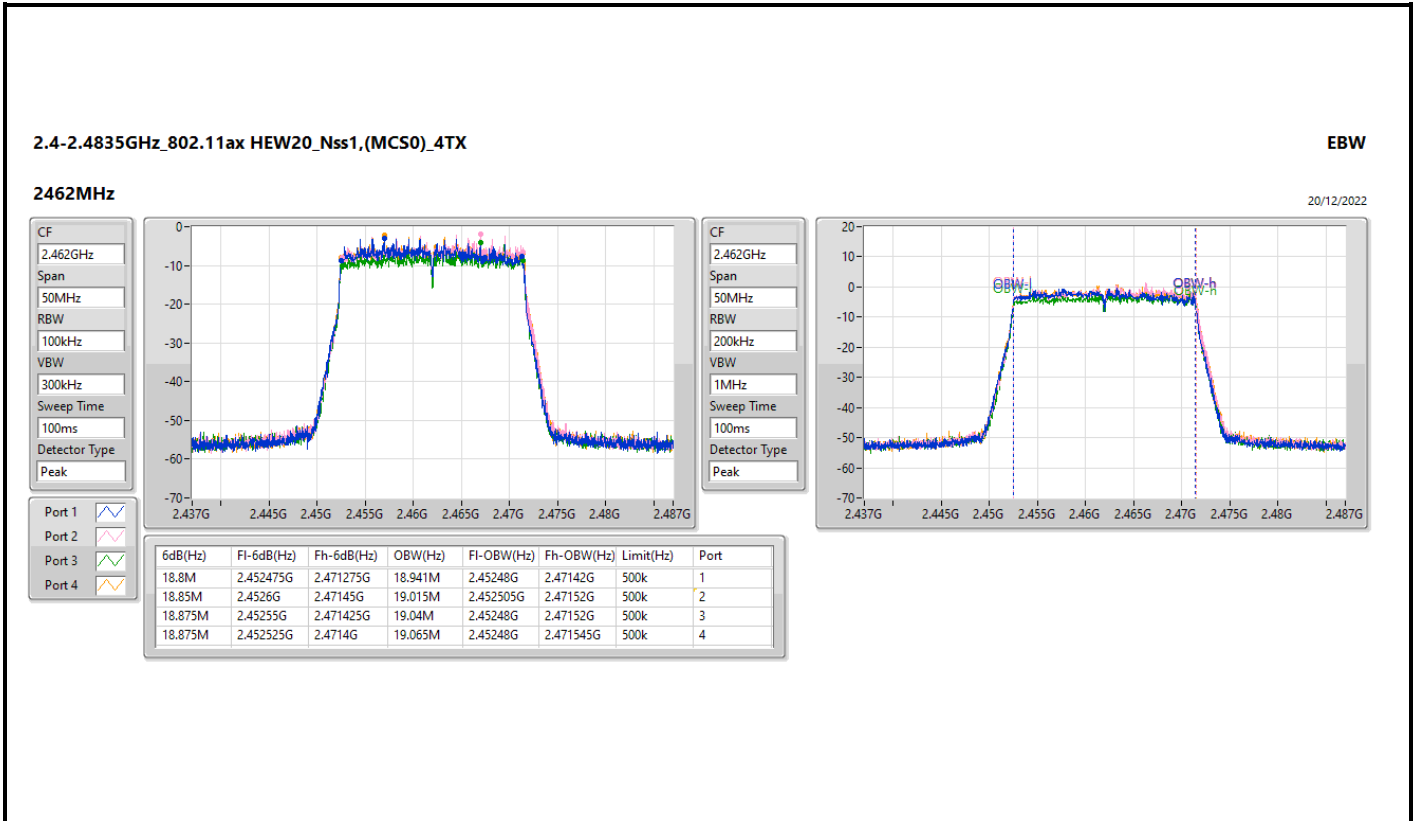 2.4-2.4835GHz_802.11ax HEW20_Nss1,(MCS0)_4TX
EBW
2462MHz
20/12/2022
CF
2.462GHz
Span
50MHz
RBW
100kHz
VBW
300kHz
Sweep Time
100ms
Detector Type
Peak
0
-10
-20
-30
-40
-50
-60
-70
2.437G 2.445G 2.45G 2.455G 2.46G 2.465G 2.47G 2.475G 2.48G 2.487G
CF
2.462GHz
Span
50MHz
RBW
200kHz
VBW
1MHz
Sweep Time
100ms
Detector Type
Peak
20
10
0
-10
-20
-30
-40
-50
-60
-70
OBW-l
OBW-h
OBW-h
2.437G 2.445G 2.45G 2.455G 2.46G 2.465G 2.47G 2.475G 2.48G 2.487G
Port 1
Port 2
Port 3
Port 4
6dB(Hz) Fl-6dB(Hz) Fh-6dB(Hz) OBW(Hz) Fl-OBW(Hz) Fh-OBW(Hz) Limit(Hz) Port
18.8M 2.452475G 2.471275G 18.941M 2.45248G 2.47142G 500k 1
18.85M 2.4526G 2.47145G 19.015M 2.452505G 2.47152G 500k 2
18.875M 2.45255G 2.471425G 19.04M 2.45248G 2.47152G 500k 3
18.875M 2.452525G 2.4714G 19.065M 2.45248G 2.471545G 500k 4